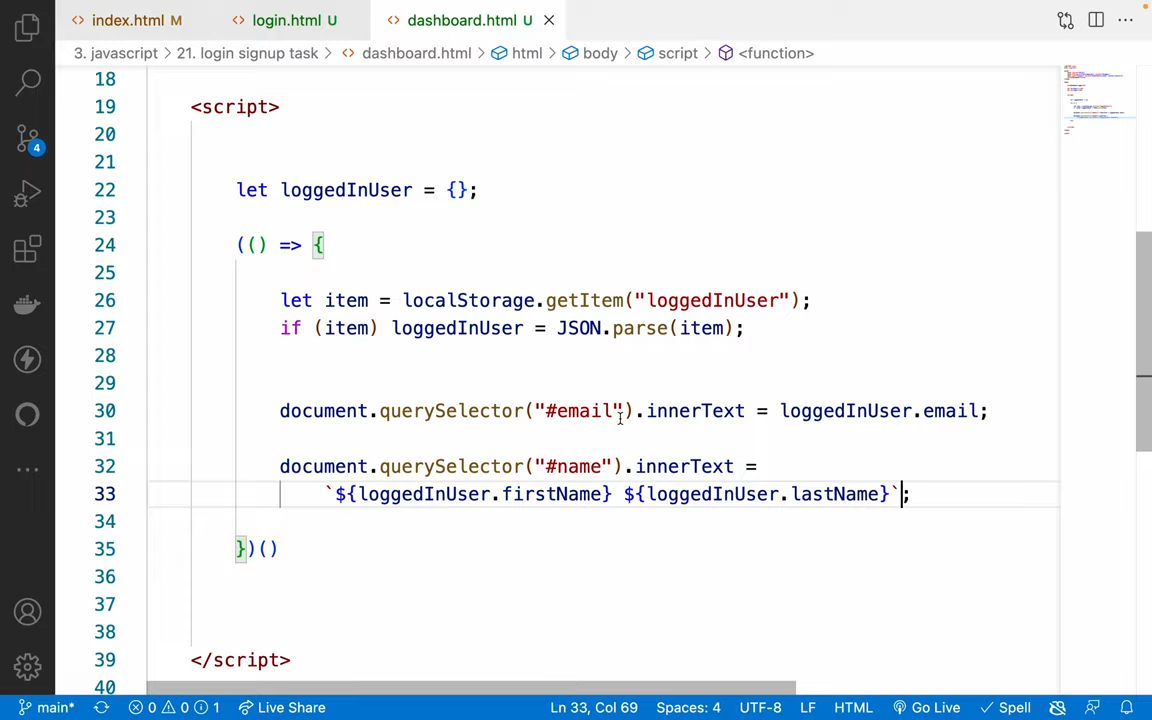 index.html M login.html U dashboard.html U
3. javascript > 21. login signup task > dashboard.html > html > body > script > <function>
18
19 <script>
20
21
22 let loggedInUser = {};
23
24 (() => {
25
26 let item = localStorage.getItem("loggedInUser");
27 if (item) loggedInUser = JSON.parse(item);
28
29
30 document.querySelector("#email").innerText = loggedInUser.email;
31
32 document.querySelector("#name").innerText =
33 `${loggedInUser.firstName} ${loggedInUser.lastName}`;
34
35 })()
36
37
38
39 </script>
40
4
main* 0 0 1 Live Share Ln 33, Col 69 Spaces: 4 UTF-8 LF HTML Go Live Spell